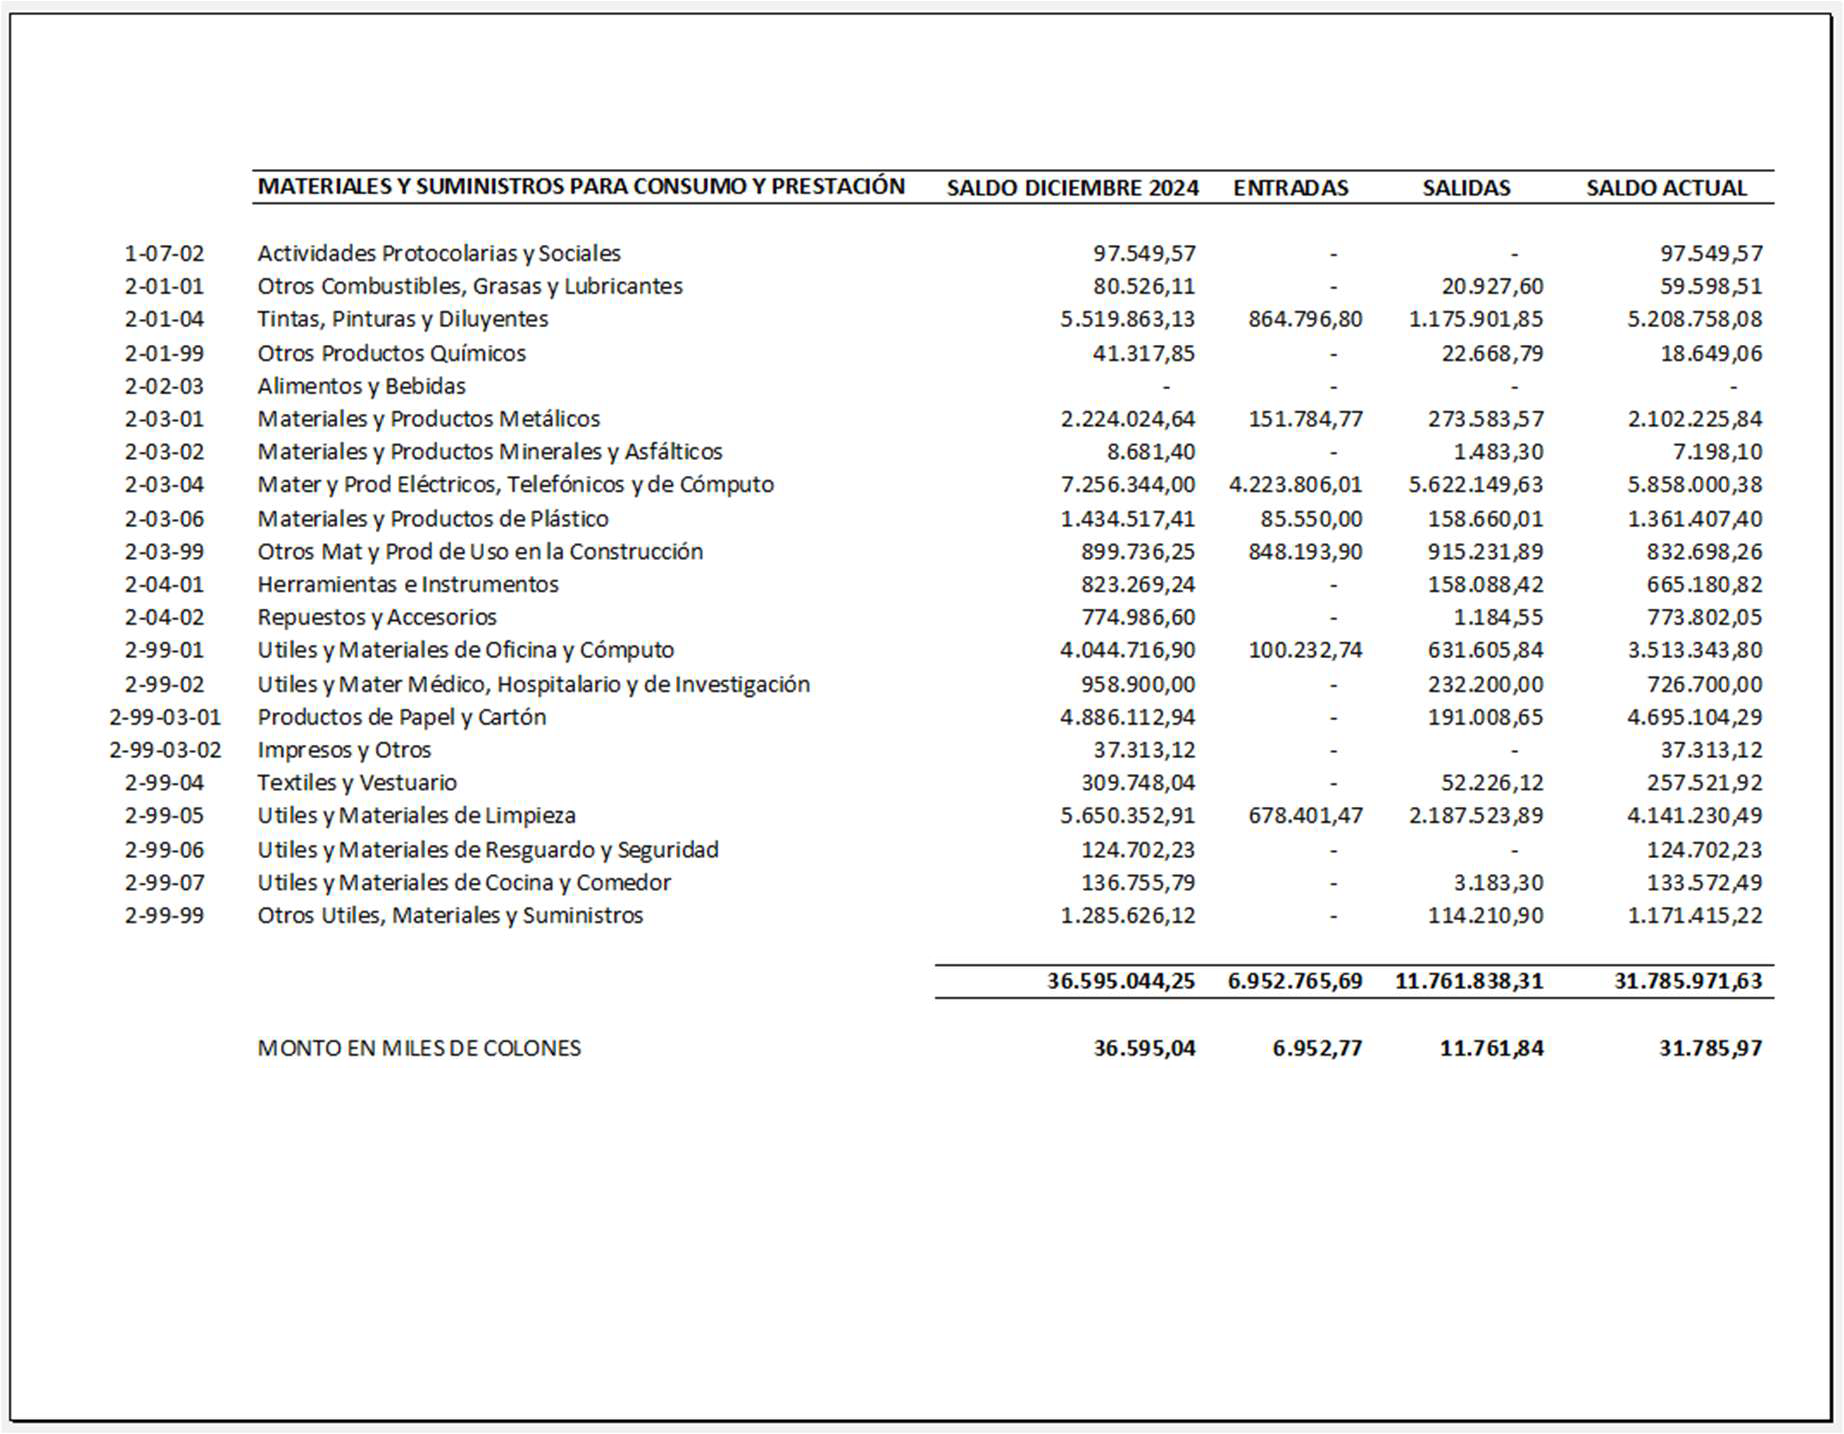 MATERIALES Y SUMINISTROS PARA CONSUMO Y PRESTACIÓN SALDO DICIEMBRE 2024 ENTRADAS SALIDAS SALDO ACTUAL
1-07-02 Actividades Protocolarias y Sociales 97.549,57 - - 97.549,57
2-01-01 Otros Combustibles, Grasas y Lubricantes 80.526,11 - 20.927,60 59.598,51
2-01-04 Tintas, Pinturas y Diluyentes 5.519.863,13 864.796,80 1.175.901,85 5.208.758,08
2-01-99 Otros Productos Químicos 41.317,85 - 22.668,79 18.649,06
2-02-03 Alimentos y Bebidas - - - -
2-03-01 Materiales y Productos Metálicos 2.224.024,64 151.784,77 273.583,57 2.102.225,84
2-03-02 Materiales y Productos Minerales y Asfálticos 8.681,40 - 1.483,30 7.198,10
2-03-04 Mater y Prod Eléctricos, Telefónicos y de Cómputo 7.256.344,00 4.223.806,01 5.622.149,63 5.858.000,38
2-03-06 Materiales y Productos de Plástico 1.434.517,41 85.550,00 158.660,01 1.361.407,40
2-03-99 Otros Mat y Prod de Uso en la Construcción 899.736,25 848.193,90 915.231,89 832.698,26
2-04-01 Herramientas e Instrumentos 823.269,24 - 158.088,42 665.180,82
2-04-02 Repuestos y Accesorios 774.986,60 - 1.184,55 773.802,05
2-99-01 Utiles y Materiales de Oficina y Cómputo 4.044.716,90 100.232,74 631.605,84 3.513.343,80
2-99-02 Utiles y Mater Médico, Hospitalario y de Investigación 958.900,00 - 232.200,00 726.700,00
2-99-03-01 Productos de Papel y Cartón 4.886.112,94 - 191.008,65 4.695.104,29
2-99-03-02 Impresos y Otros 37.313,12 - - 37.313,12
2-99-04 Textiles y Vestuario 309.748,04 - 52.226,12 257.521,92
2-99-05 Utiles y Materiales de Limpieza 5.650.352,91 678.401,47 2.187.523,89 4.141.230,49
2-99-06 Utiles y Materiales de Resguardo y Seguridad 124.702,23 - - 124.702,23
2-99-07 Utiles y Materiales de Cocina y Comedor 136.755,79 - 3.183,30 133.572,49
2-99-99 Otros Utiles, Materiales y Suministros 1.285.626,12 - 114.210,90 1.171.415,22
36.595.044,25 6.952.765,69 11.761.838,31 31.785.971,63
MONTO EN MILES DE COLONES 36.595,04 6.952,77 11.761,84 31.785,97